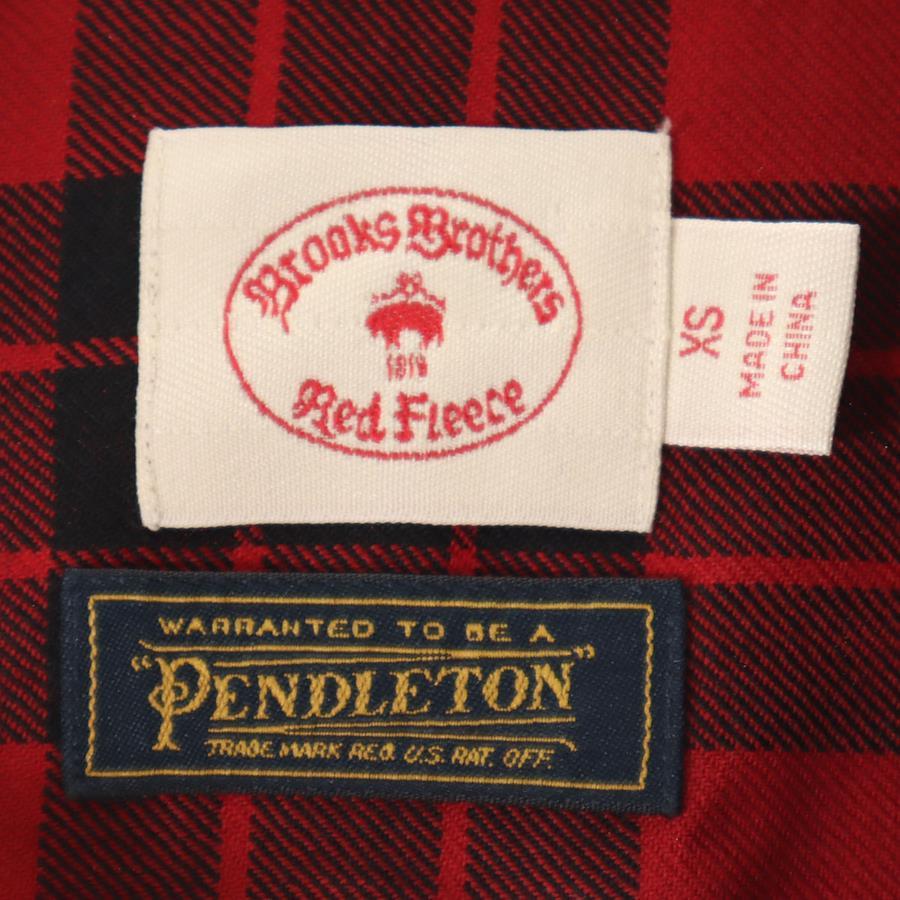 Brooks Brothers
1818
Red Fleece
XS
MADE IN
CHINA
WARRANTED TO BE A
"PENDLETON"
TRADE MARK REG. U.S. PAT. OFF.